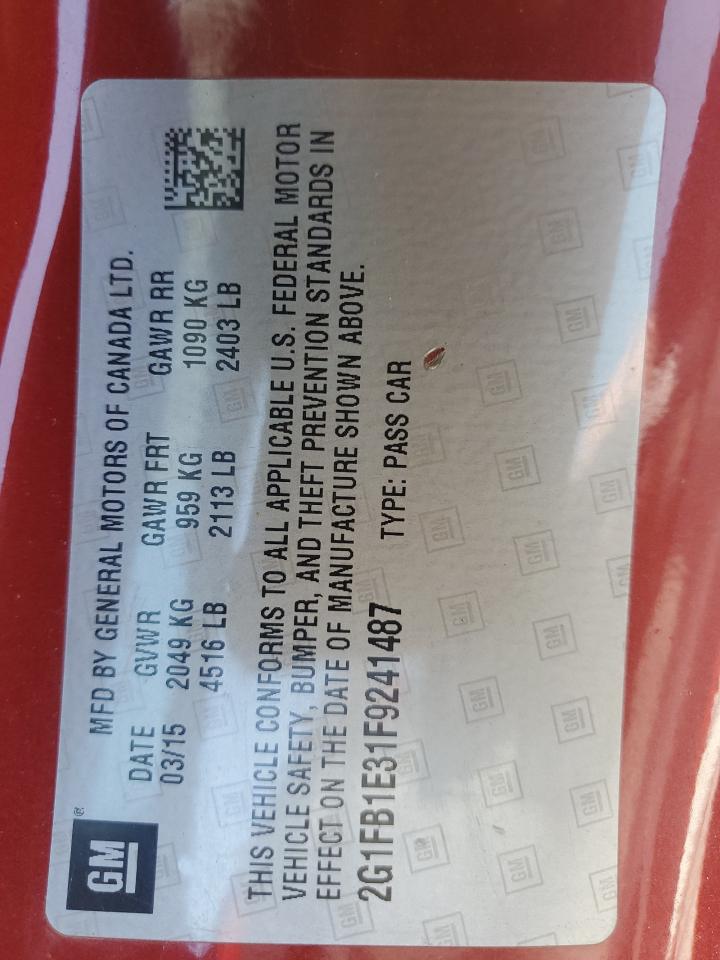 GM®
MFD BY GENERAL MOTORS OF CANADA LTD.
DATE GVWR GAWR FRT GAWR RR
03/15 2049 KG 959 KG 1090 KG
4516 LB 2113 LB 2403 LB
THIS VEHICLE CONFORMS TO ALL APPLICABLE U.S. FEDERAL MOTOR
VEHICLE SAFETY, BUMPER, AND THEFT PREVENTION STANDARDS IN
EFFECT ON THE DATE OF MANUFACTURE SHOWN ABOVE.
2G1FB1E31F9241487 TYPE: PASS CAR